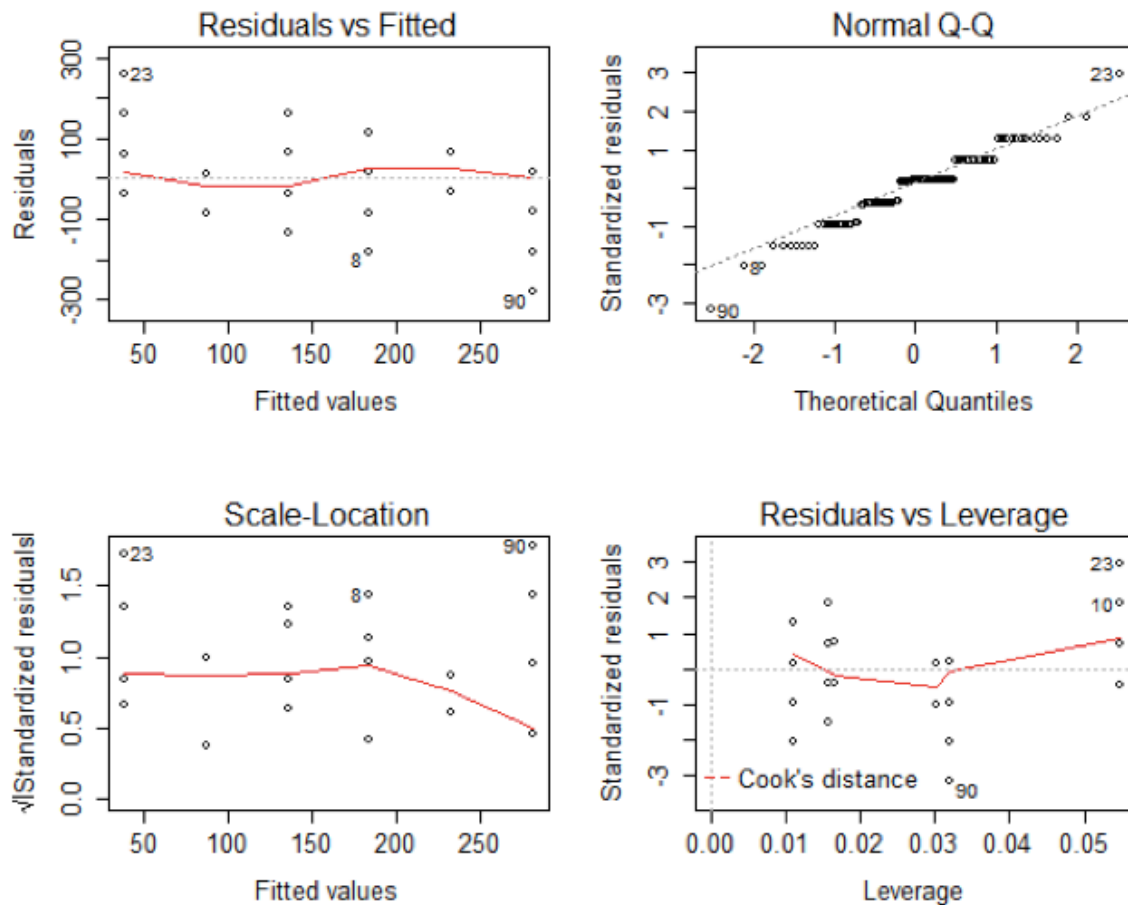 Residuals vs Fitted
300
100
-100
-300
Residuals
23
8
90
50 100 150 200 250
Fitted values
Normal Q-Q
3
2
1
-1
-3
Standardized residuals
23
8
90
-2 -1 0 1 2
Theoretical Quantiles
Scale-Location
1.5
1.0
0.5
0.0
√|Standardized residuals|
23
8
90
50 100 150 200 250
Fitted values
Residuals vs Leverage
3
2
1
-1
-3
Standardized residuals
23
10
90
Cook's distance
0.00 0.01 0.02 0.03 0.04 0.05
Leverage